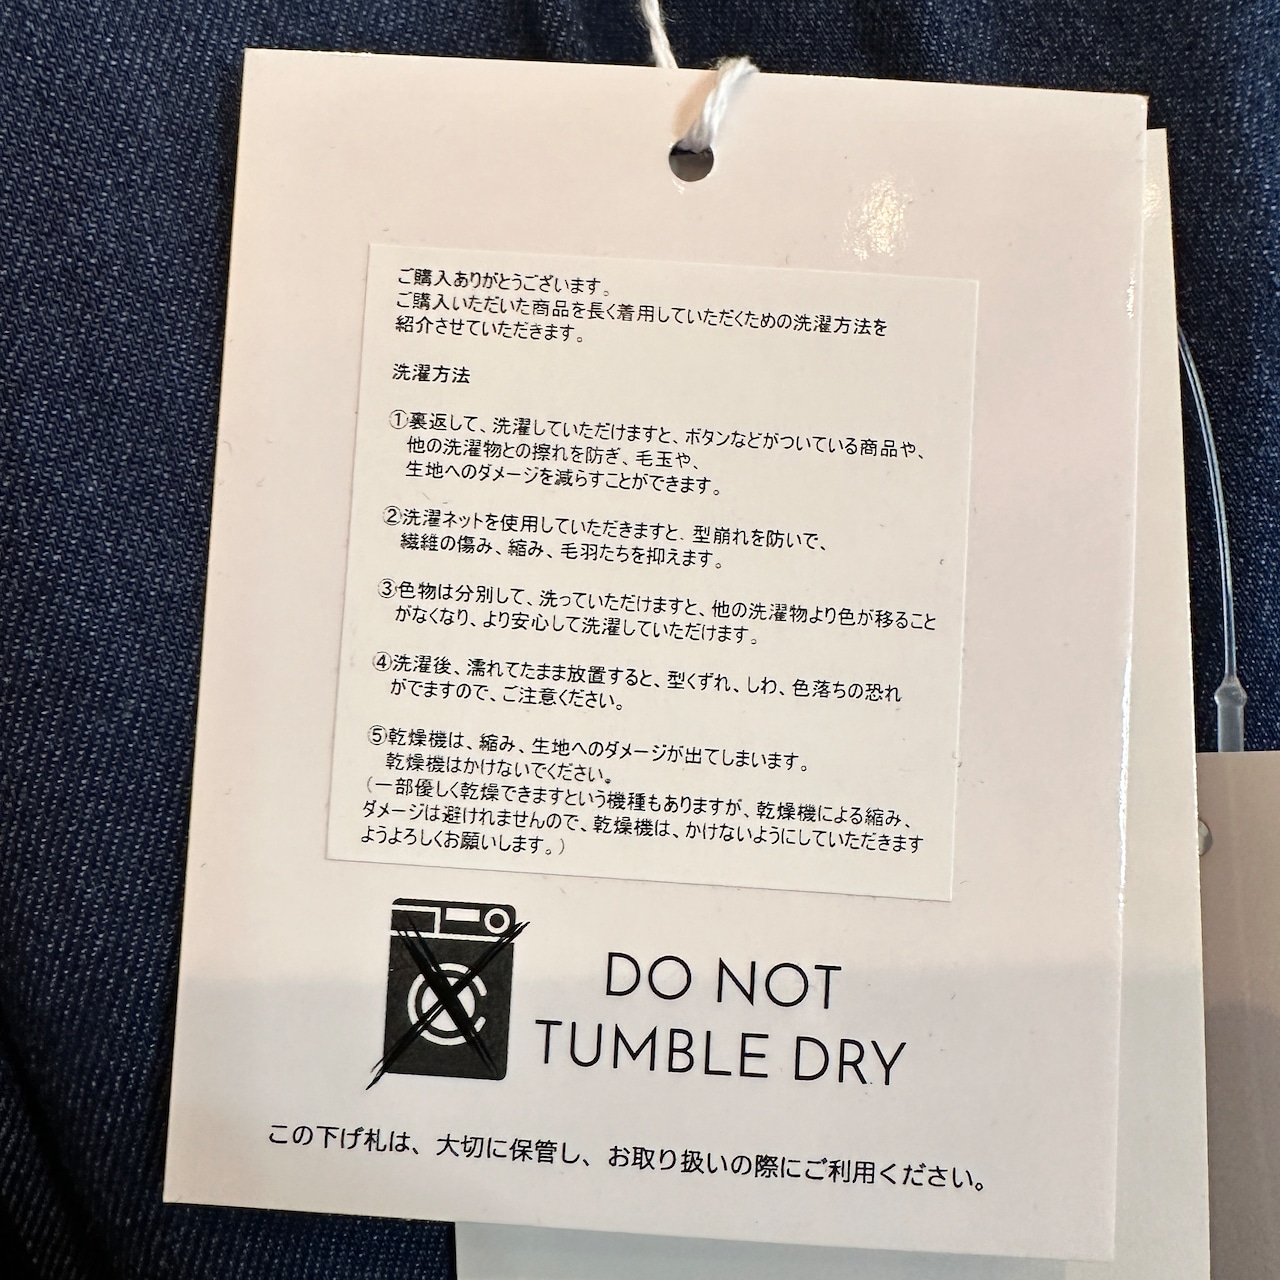 ご購入ありがとうございます。
ご購入いただいた商品を長く着用していただくための洗濯方法を
紹介させていただきます。
洗濯方法
①裏返して、洗濯していただけますと、ボタンなどがついている商品や、
他の洗濯物との擦れを防ぎ、毛玉や、
生地へのダメージを減らすことができます。
②洗濯ネットを使用していただきますと、型崩れを防いで、
繊維の傷み、縮み、毛羽たちを抑えます。
③色物は分別して、洗っていただけますと、他の洗濯物より色が移ること
がなくなり、より安心して洗濯していただけます。
④洗濯後、濡れてたまま放置すると、型くずれ、しわ、色落ちの恐れ
がでますので、ご注意ください。
⑤乾燥機は、縮み、生地へのダメージが出てしまいます。
乾燥機はかけないでください。
（一部優しく乾燥できますという機種もありますが、乾燥機による縮み、
ダメージは避けれませんので、乾燥機は、かけないようにしていただきます
ようよろしくお願いします。）
DO NOT
TUMBLE DRY
この下げ札は、大切に保管し、お取り扱いの際にご利用ください。